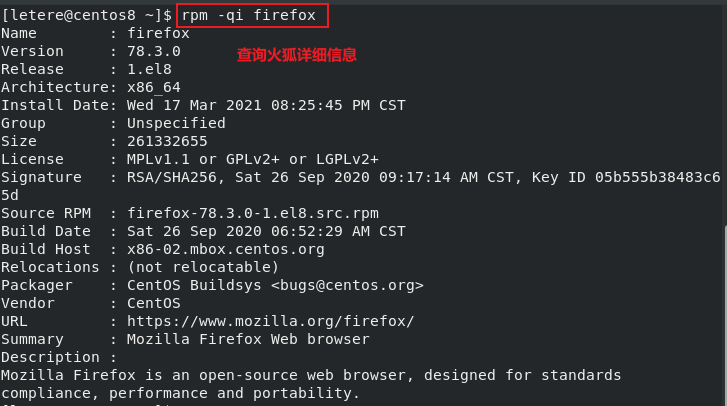 [letere@centos8 ~]$ rpm -qi firefox
Name        : firefox
Version     : 78.3.0
查询火狐详细信息
Release     : 1.el8
Architecture: x86_64
Install Date: Wed 17 Mar 2021 08:25:45 PM CST
Group       : Unspecified
Size        : 261332655
License     : MPLv1.1 or GPLv2+ or LGPLv2+
Signature   : RSA/SHA256, Sat 26 Sep 2020 09:17:14 AM CST, Key ID 05b555b38483c6
5d
Source RPM  : firefox-78.3.0-1.el8.src.rpm
Build Date  : Sat 26 Sep 2020 06:52:29 AM CST
Build Host  : x86-02.mbox.centos.org
Relocations : (not relocatable)
Packager    : CentOS Buildsys <bugs@centos.org>
Vendor      : CentOS
URL         : https://www.mozilla.org/firefox/
Summary     : Mozilla Firefox Web browser
Description :
Mozilla Firefox is an open-source web browser, designed for standards
compliance, performance and portability.